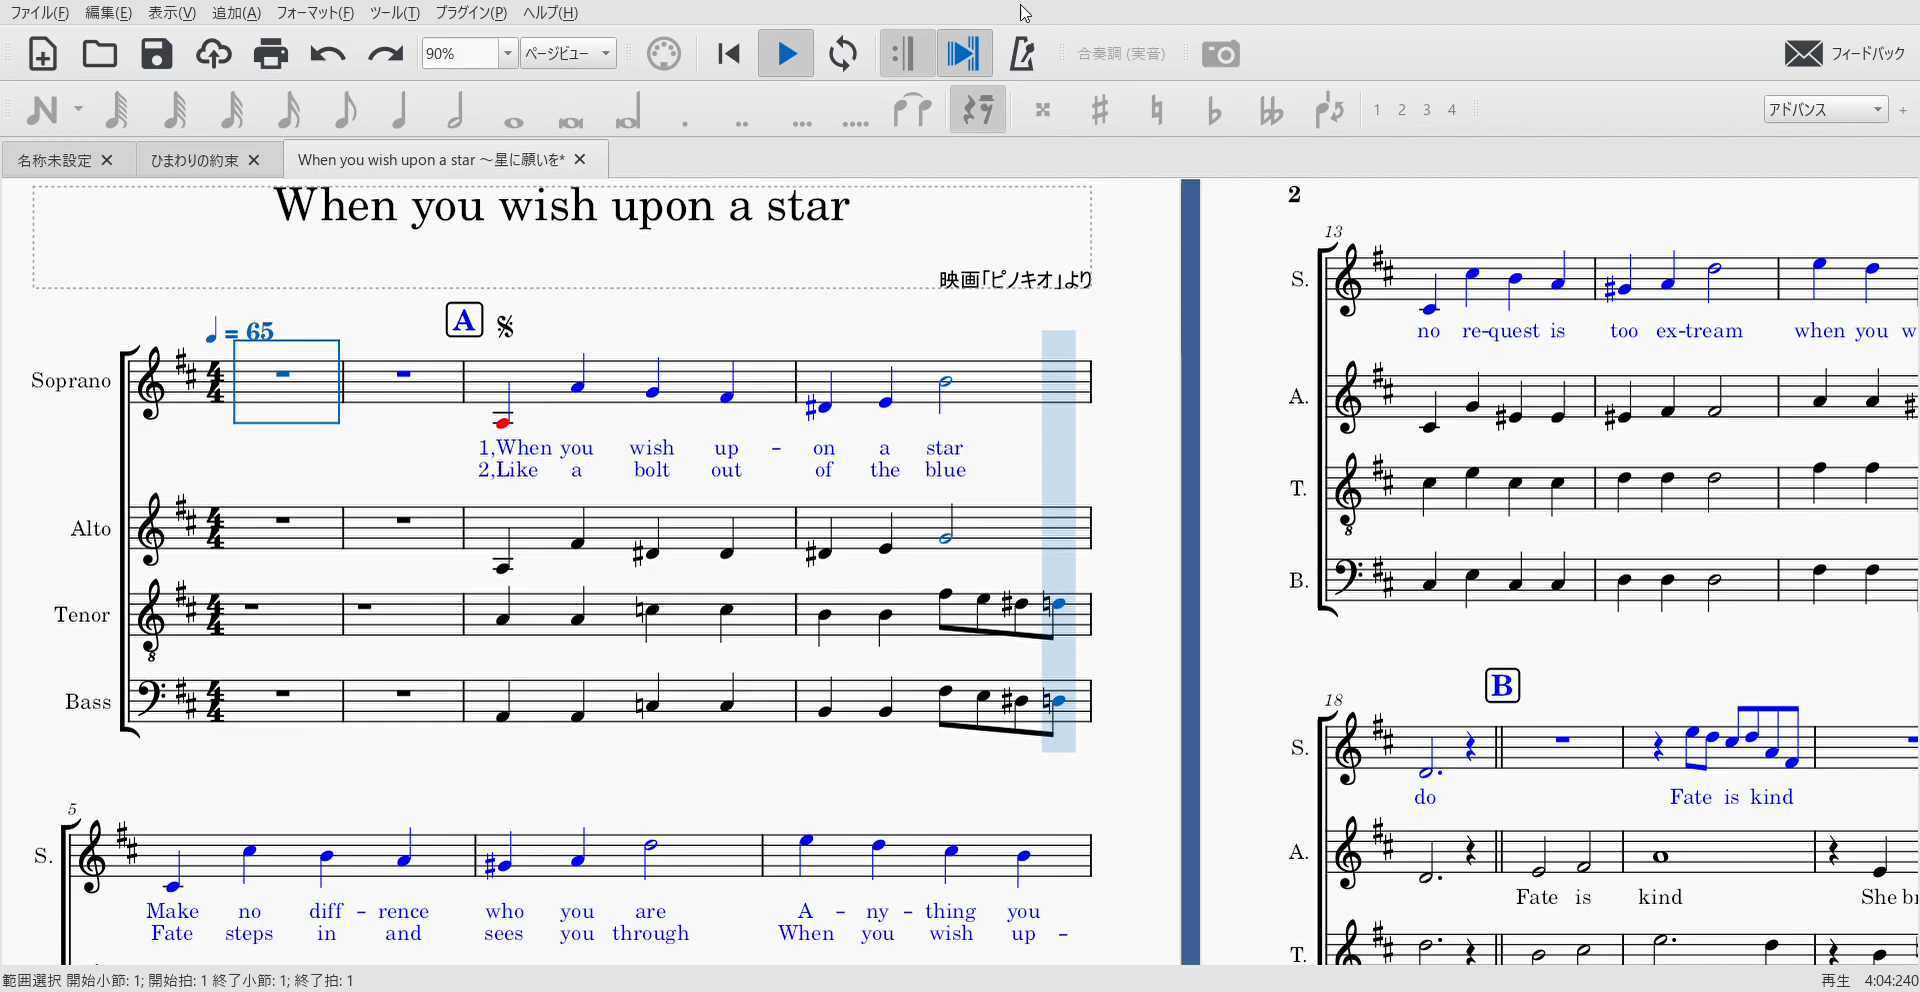 ファイル(F) 編集(E) 表示(V) 追加(A) フォーマット(F) ツール(T) プラグイン(P) ヘルプ(H)
90% ページビュー 合奏調 (実音) フィードバック
1 2 3 4 アドバンス +
名称未設定 ひまわりの約束 When you wish upon a star 〜星に願いを*
When you wish upon a star
映画「ピノキオ」より
A
= 65
Soprano
1,When you wish up - on a star
2,Like a bolt out of the blue
Alto
Tenor
Bass
5
S.
Make no diff - rence who you are A - ny - thing you
Fate steps in and sees you through When you wish up -
2
13
S.
no re-quest is too ex-tream when you w
A.
T.
B.
18
B
S.
do Fate is kind
A.
Fate is kind She br
T.
範囲選択 開始小節: 1; 開始拍: 1 終了小節: 1; 終了拍: 1
再生 4:04:240